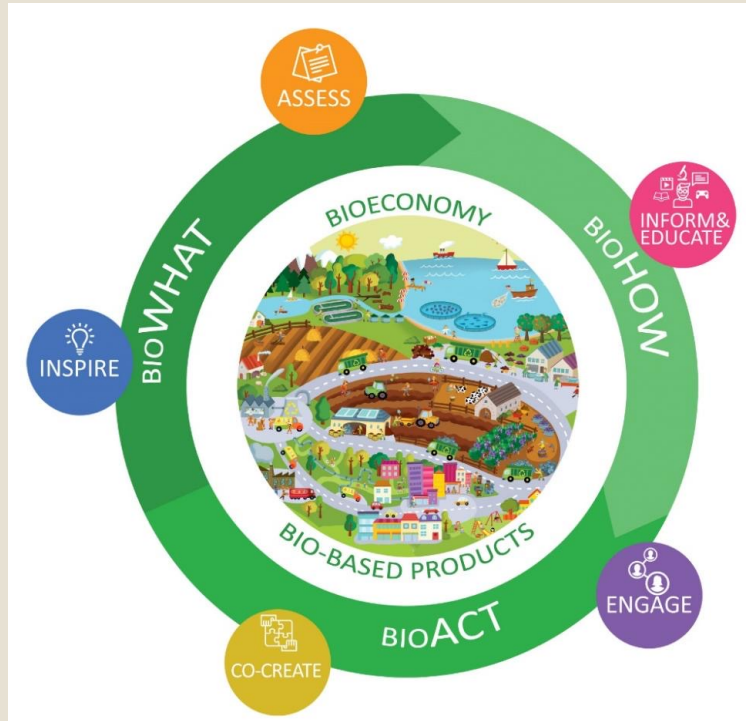 ASSESS
INFORM&
EDUCATE
BIOECONOMY
BIOWHAT
BIOHOW
INSPIRE
BIO-BASED PRODUCTS
ENGAGE
BIOACT
CO-CREATE